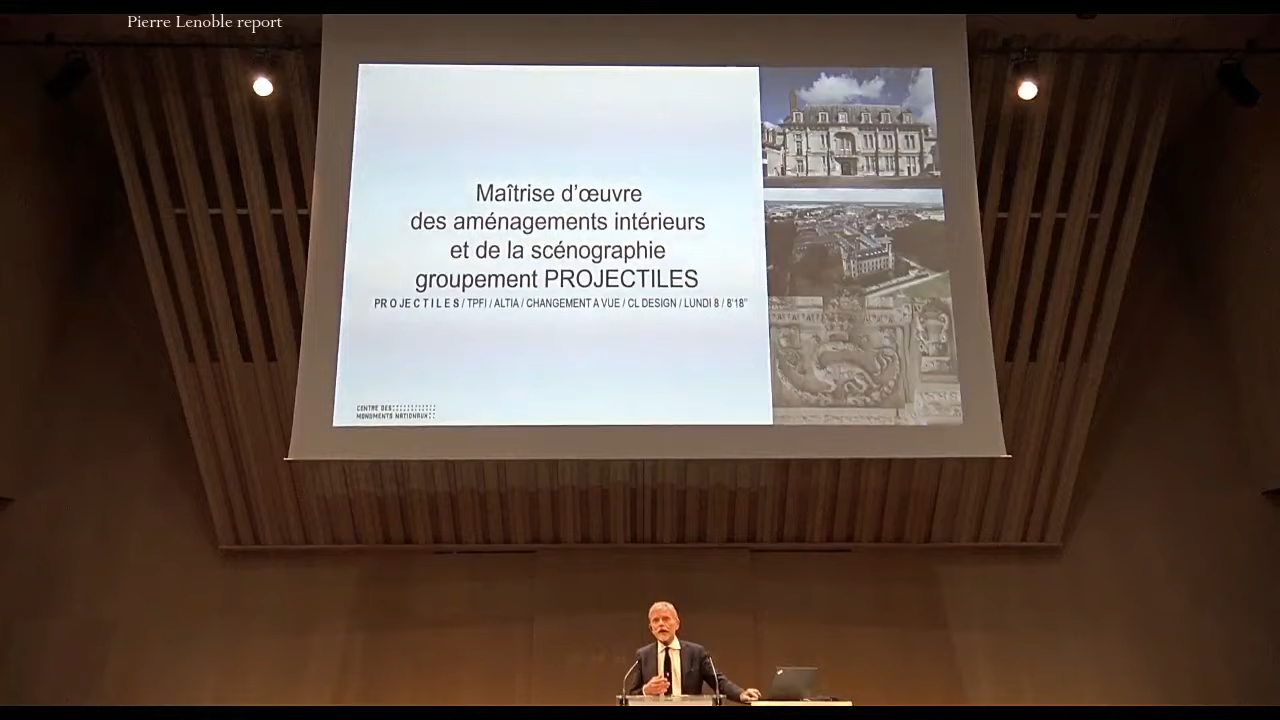 Pierre Lenoble report
Maîtrise d'œuvre
des aménagements intérieurs
et de la scénographie
groupement PROJECTILES
PROJECTILES / TPFI / ALTIA / CHANGEMENT A VUE / CL DESIGN / LUNDI 8 / 8'18"
CENTRE DES
MONUMENTS NATIONAUX